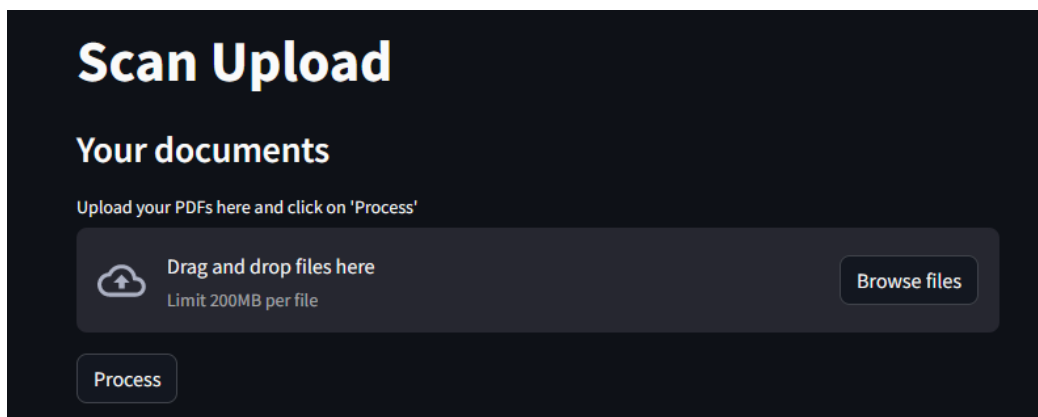 Scan Upload
Your documents
Upload your PDFs here and click on 'Process'
Drag and drop files here
Limit 200MB per file
Browse files
Process